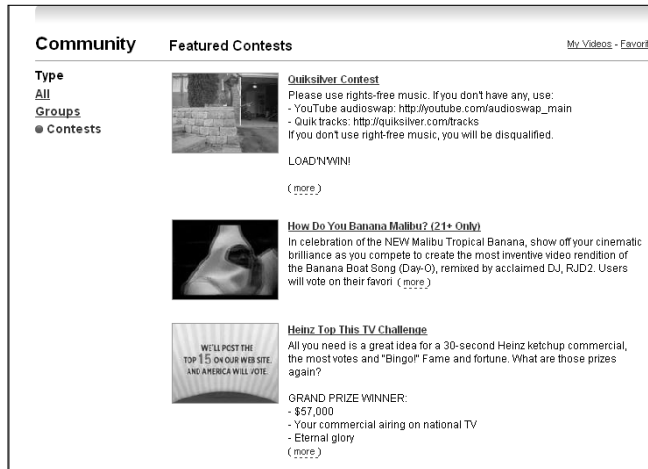 Community
Featured Contests
My Videos - Favorit
Type
All
Groups
Contests
Quiksilver Contest
Please use rights-free music. If you don't have any, use:
- YouTube audioswap: http://youtube.com/audioswap_main
- Quik tracks: http://quiksilver.com/tracks
If you don't use right-free music, you will be disqualified.
LOAD'N'WIN!
( more )
How Do You Banana Malibu? (21+ Only)
In celebration of the NEW Malibu Tropical Banana, show off your cinematic
brilliance as you compete to create the most inventive video rendition of
the Banana Boat Song (Day-O), remixed by acclaimed DJ, RJD2. Users
will vote on their favori ( more )
WE'LL POST THE
TOP 15 ON OUR WEB SITE.
AND AMERICA WILL VOTE.
Heinz Top This TV Challenge
All you need is a great idea for a 30-second Heinz ketchup commercial,
the most votes and "Bingo!" Fame and fortune. What are those prizes
again?
GRAND PRIZE WINNER:
- $57,000
- Your commercial airing on national TV
- Eternal glory
( more )